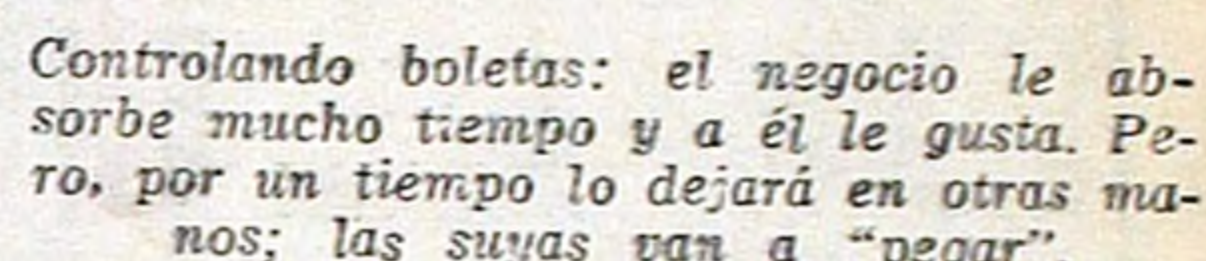 Controlando boletas: el negocio le ab-
sorbe mucho tiempo y a él le gusta. Pe-
ro, por un tiempo lo dejará en otras ma-
nos; las suyas van a "pegar".